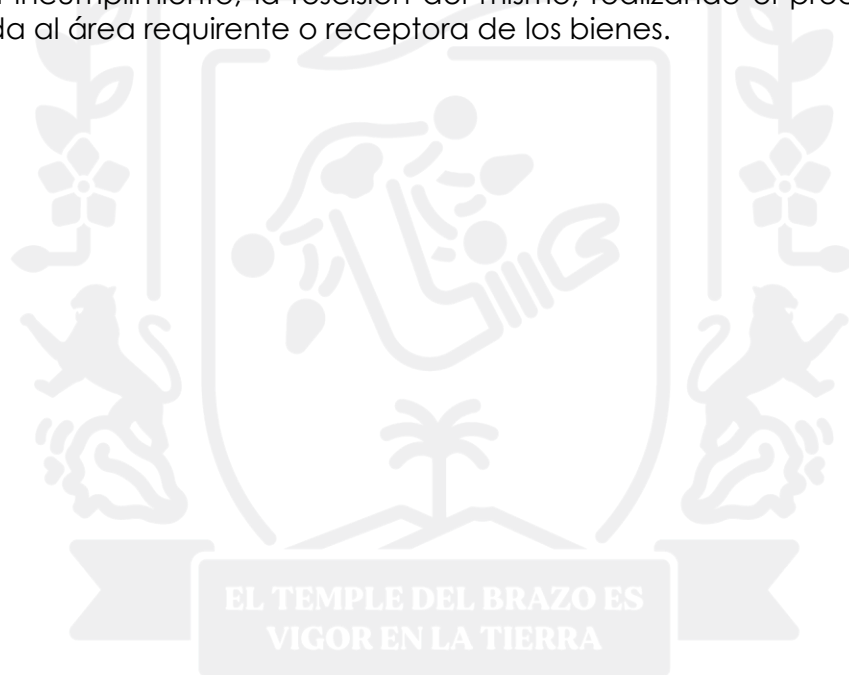 incumplimiento, la rescisión del mismo, realizando el
da al área requirente o receptora de los bienes.
EL TEMPLE DEL BRAZO ES
VIGOR EN LA TIERRA